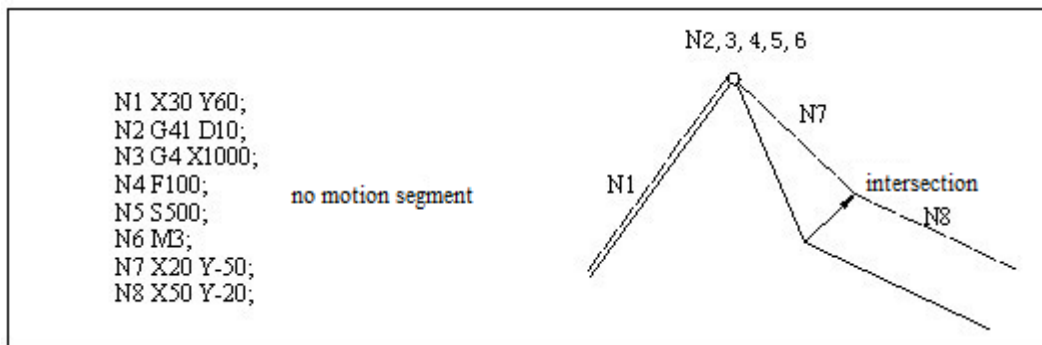 N1 X30 Y60;
N2 G41 D10;
N3 G4 X1000;
N4 F100;
N5 S500;
N6 M3;
N7 X20 Y-50;
N8 X50 Y-20;
no motion segment
N2, 3, 4, 5, 6
N7
N1
intersection
N8